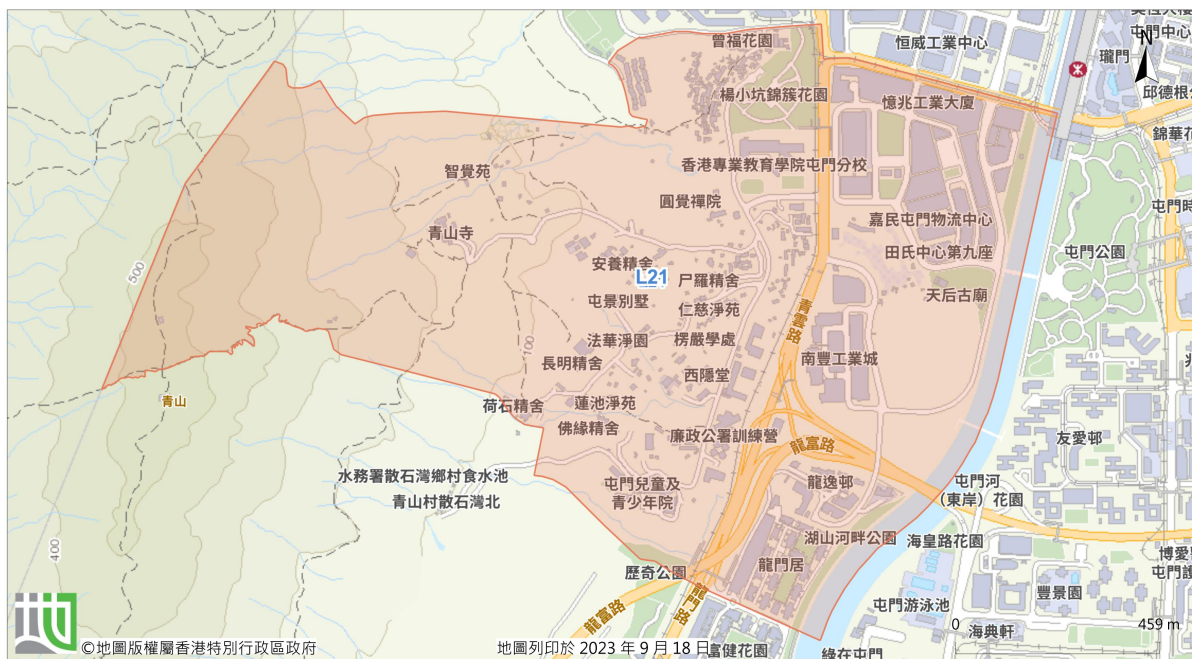 屯門中心
N
恒威工業中心
曾福花園
瓏門
邱德根
楊小坑錦簇花園
憶兆工業大廈
錦華花
香港專業教育學院屯門分校
智覺苑
圓覺禪院
屯門時
嘉民屯門物流中心
青山寺
田氏中心第九座
屯門公園
安養精舍
L21
尸羅精舍
500
天后古廟
屯景別墅
仁慈淨苑
青雲路
法華淨園
楞嚴學處
100
南豐工業城
長明精舍
西隱堂
青山
荷石精舍
蓮池淨苑
佛緣精舍
廉政公署訓練營
龍富路
友愛邨
水務署散石灣鄉村食水池
屯門兒童及
青少年院
龍逸邨
屯門河
(東岸)花園
青山村散石灣北
湖山河畔公園
海皇路花園
400
博愛
屯門護
歷奇公園
龍門居
龍門路
豐景園
屯門游泳池
龍富路
0
459 m
海典軒
©地圖版權屬香港特別行政區政府
地圖列印於 2023 年 9 月 18 日
富健花園
綠在屯門